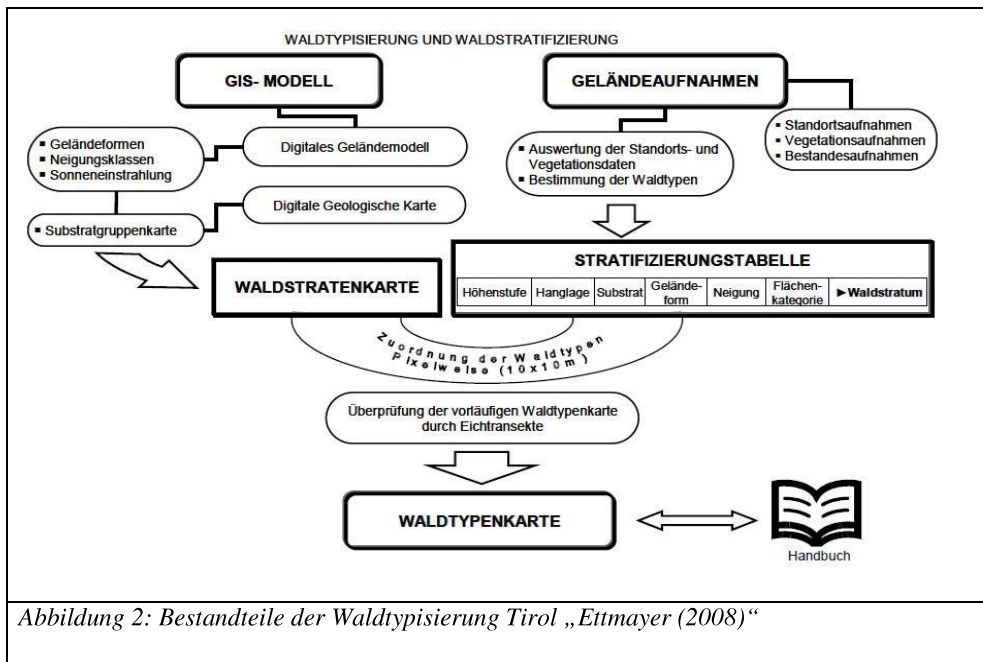 WALDTYPISIERUNG UND WALDSTRATIFIZIERUNG
GIS- MODELL
GELÄNDEAUFNAHMEN
▪ Geländeformen
▪ Neigungsklassen
▪ Sonneneinstrahlung
Digitales Geländemodell
▪ Auswertung der Standorts- und
Vegetationsdaten
▪ Bestimmung der Waldtypen
▪ Standortsaufnahmen
▪ Vegetationsaufnahmen
▪ Bestandesaufnahmen
▪ Substratgruppenkarte
Digitale Geologische Karte
WALDSTRATENKARTE
STRATIFIZIERUNGSTABELLE
Höhenstufe
Hanglage
Substrat
Gelände-
form
Neigung
Flächen-
kategorie
►Waldstratum
Zuordnung der Waldtypen
Pixelweise (10x10m²)
Überprüfung der vorläufigen Waldtypenkarte
durch Eichtransekte
WALDTYPENKARTE
Handbuch
Abbildung 2: Bestandteile der Waldtypisierung Tirol „Ettmayer (2008)“